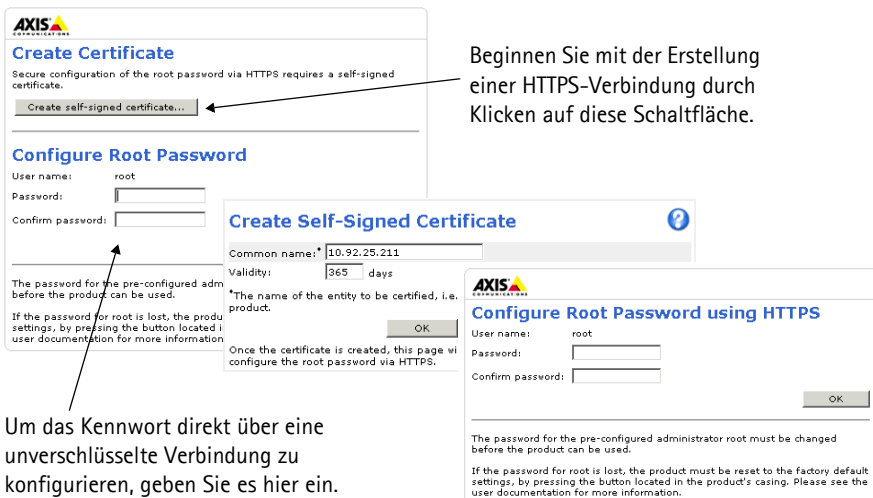 AXIS
COMMUNICATIONS
Create Certificate
Secure configuration of the root password via HTTPS requires a self-signed
certificate.
Create self-signed certificate...
Configure Root Password
User name: root
Password:
Confirm password:
The password for the pre-configured adm
before the product can be used.
If the password for root is lost, the produ
settings, by pressing the button located i
user documentation for more information
Beginnen Sie mit der Erstellung
einer HTTPS-Verbindung durch
Klicken auf diese Schaltfläche.
Create Self-Signed Certificate
?
Common name:* 10.92.25.211
Validity: 365 days
*The name of the entity to be certified, i.e.
product.
OK
Once the certificate is created, this page wi
configure the root password via HTTPS.
AXIS
COMMUNICATIONS
Configure Root Password using HTTPS
User name: root
Password:
Confirm password:
OK
The password for the pre-configured administrator root must be changed
before the product can be used.
If the password for root is lost, the product must be reset to the factory default
settings, by pressing the button located in the product's casing. Please see the
user documentation for more information.
Um das Kennwort direkt über eine
unverschlüsselte Verbindung zu
konfigurieren, geben Sie es hier ein.